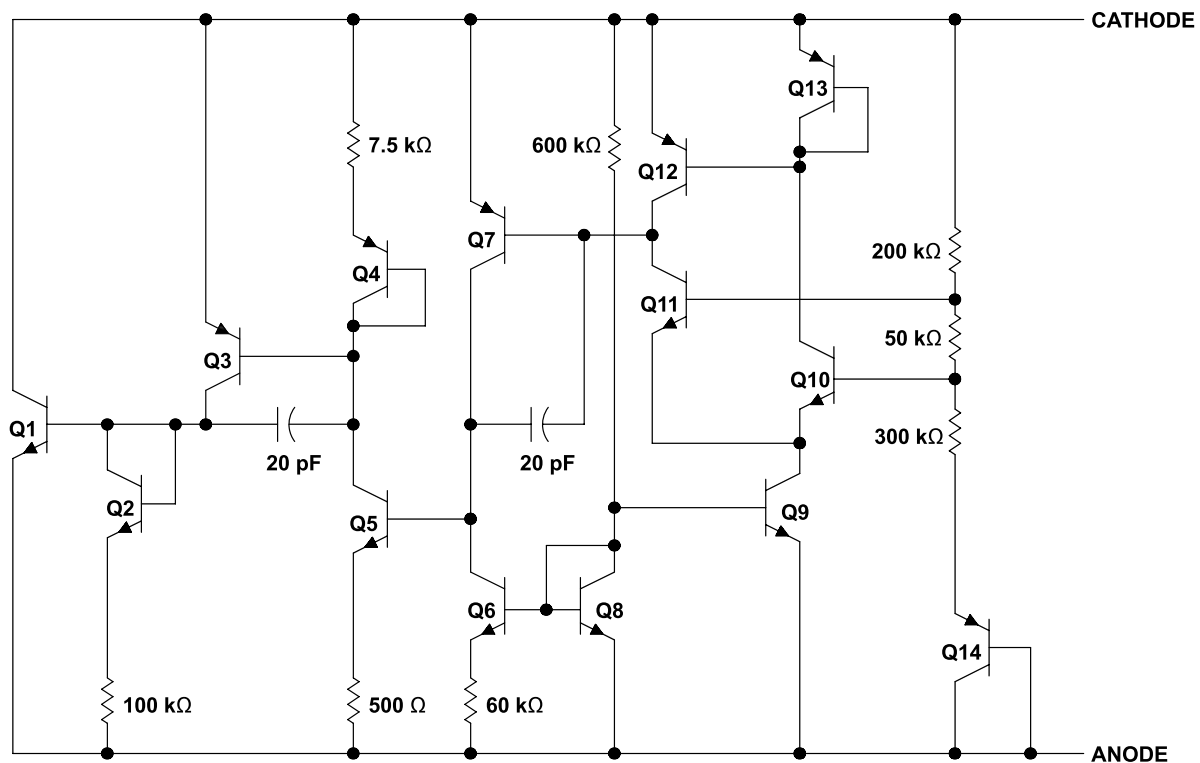 CATHODE
Q13
7.5 kΩ
600 kΩ
Q12
Q7
200 kΩ
Q4
Q11
50 kΩ
Q3
Q10
Q1
300 kΩ
20 pF
20 pF
Q2
Q5
Q9
Q6
Q8
Q14
100 kΩ
500 Ω
60 kΩ
ANODE